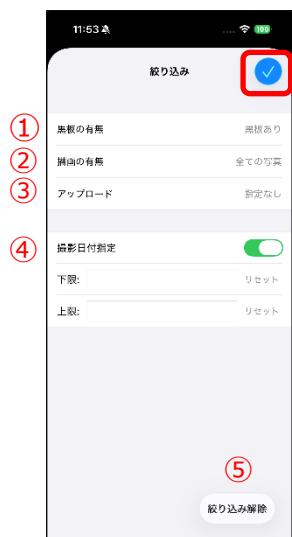 11:53
100
絞り込み
① 黒板の有無 黒板あり
② 描画の有無 全ての写真
③ アップロード 指定なし
④ 撮影日付指定
下限: リセット
上限: リセット
⑤
絞り込み解除